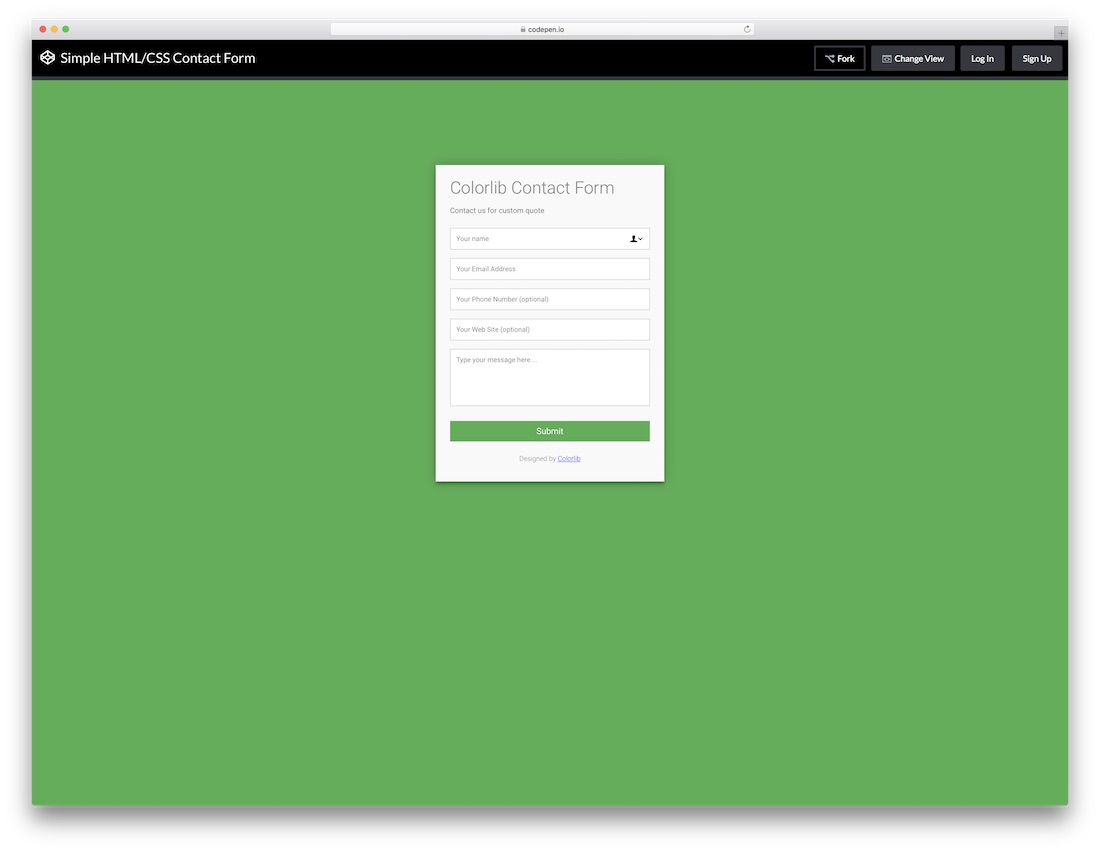 codepen.io
Simple HTML/CSS Contact Form
Fork
Change View
Log In
Sign Up
Colorlib Contact Form
Contact us for custom quote
Your name
Your Email Address
Your Phone Number (optional)
Your Web Site (optional)
Type your message here....
Submit
Designed by Colorlib